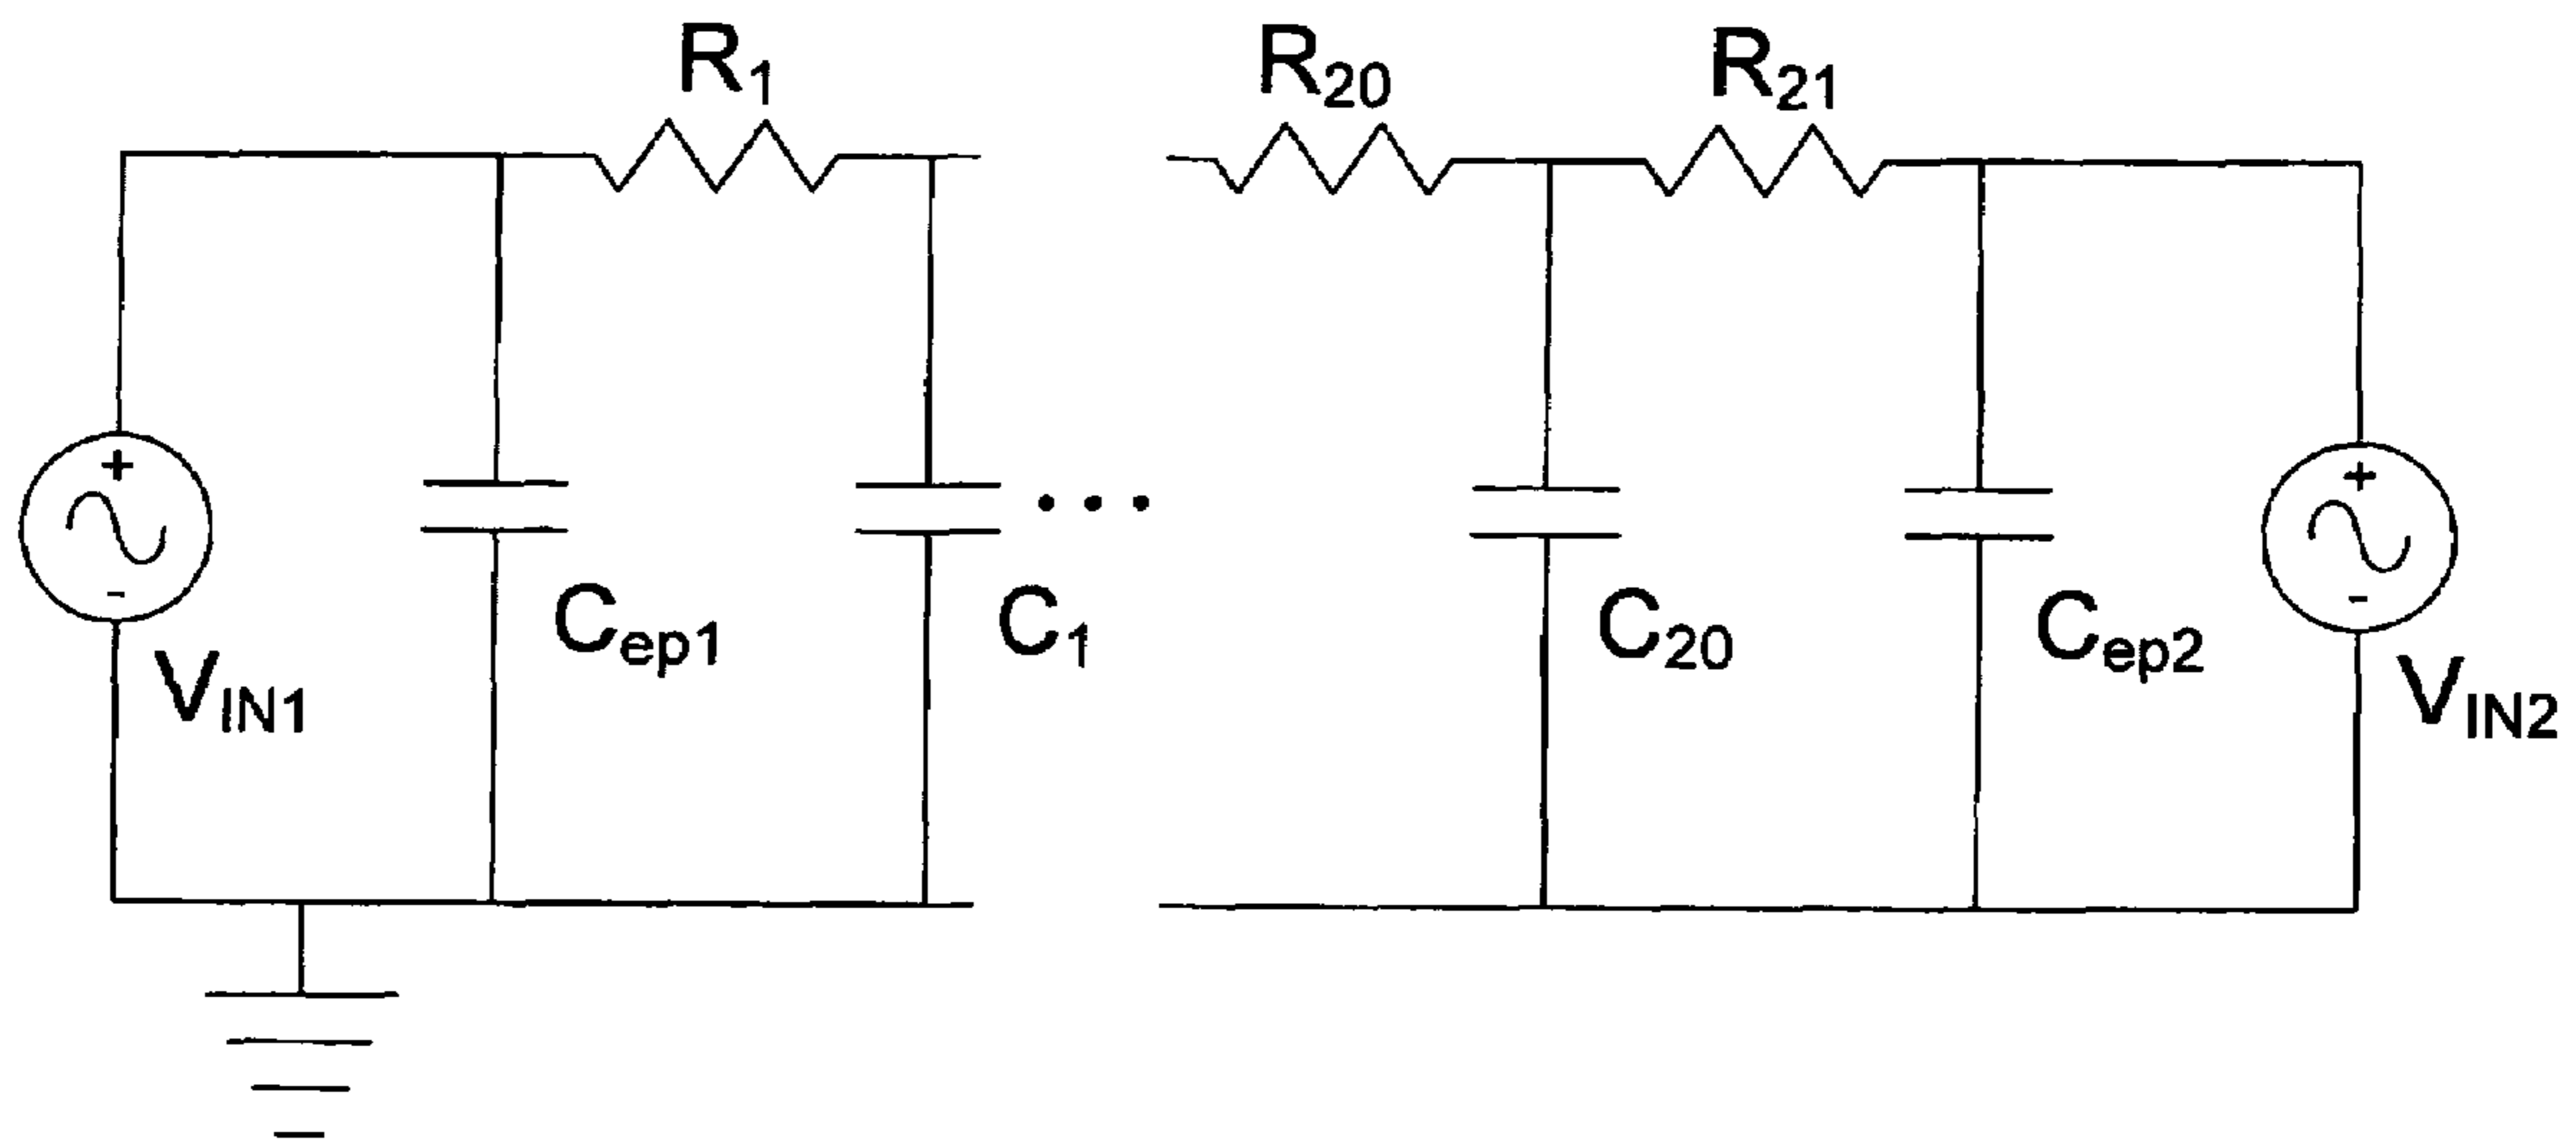 R1
R20
R21
+
-
VIN1
Cep1
C1
• • •
C20
Cep2
+
-
VIN2